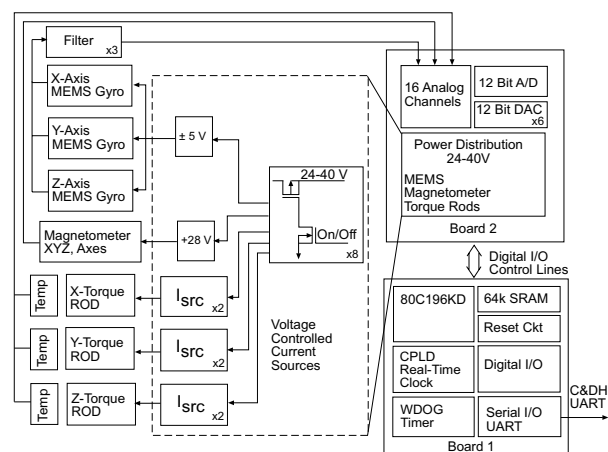 Filter
x3
X-Axis
MEMS Gyro
Y-Axis
MEMS Gyro
Z-Axis
MEMS Gyro
Magnetometer
XYZ, Axes
Temp
X-Torque
ROD
Temp
Y-Torque
ROD
Temp
Z-Torque
ROD
± 5 V
+28 V
Isrc
x2
Isrc
x2
Isrc
x2
24-40 V
On/Off
x8
Voltage
Controlled
Current
Sources
16 Analog
Channels
12 Bit A/D
12 Bit DAC
x6
Power Distribution
24-40V
MEMS
Magnetometer
Torque Rods
Board 2
Digital I/O
Control Lines
80C196KD
64k SRAM
Reset Ckt
CPLD
Real-Time
Clock
Digital I/O
WDOG
Timer
Serial I/O
UART
Board 1
C&DH
UART